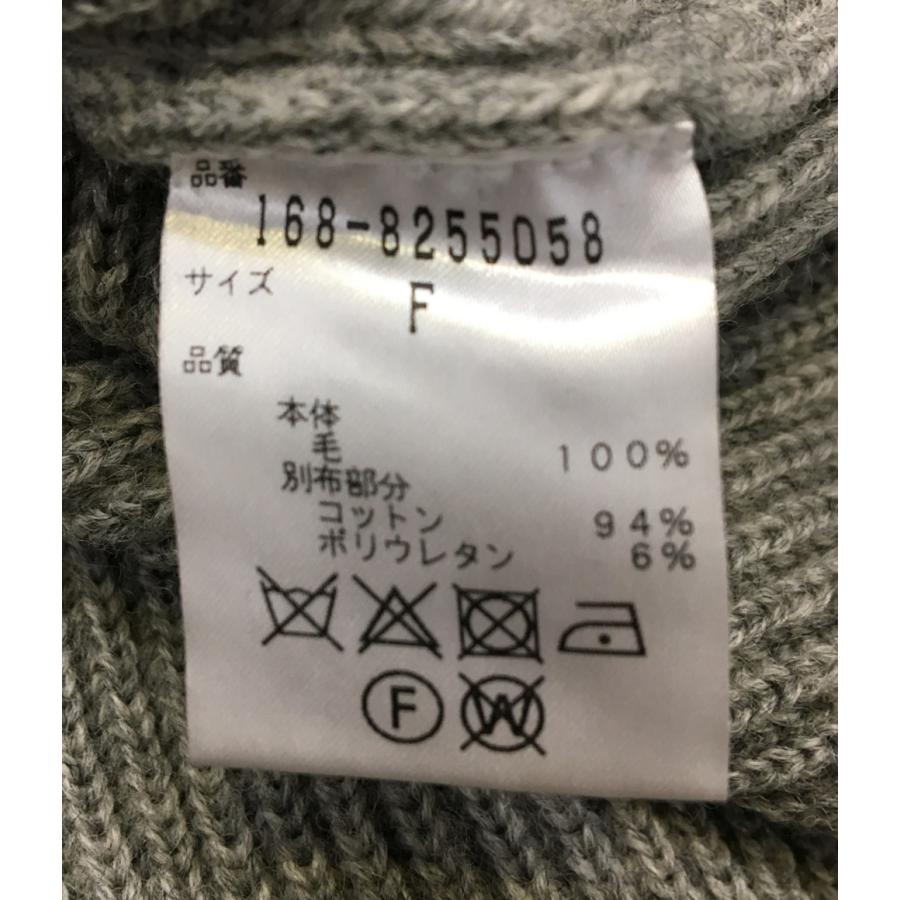 品番
168-8255058
サイズ
F
品質
本体
毛 100%
別布部分
コットン 94%
ポリウレタン 6%
F W